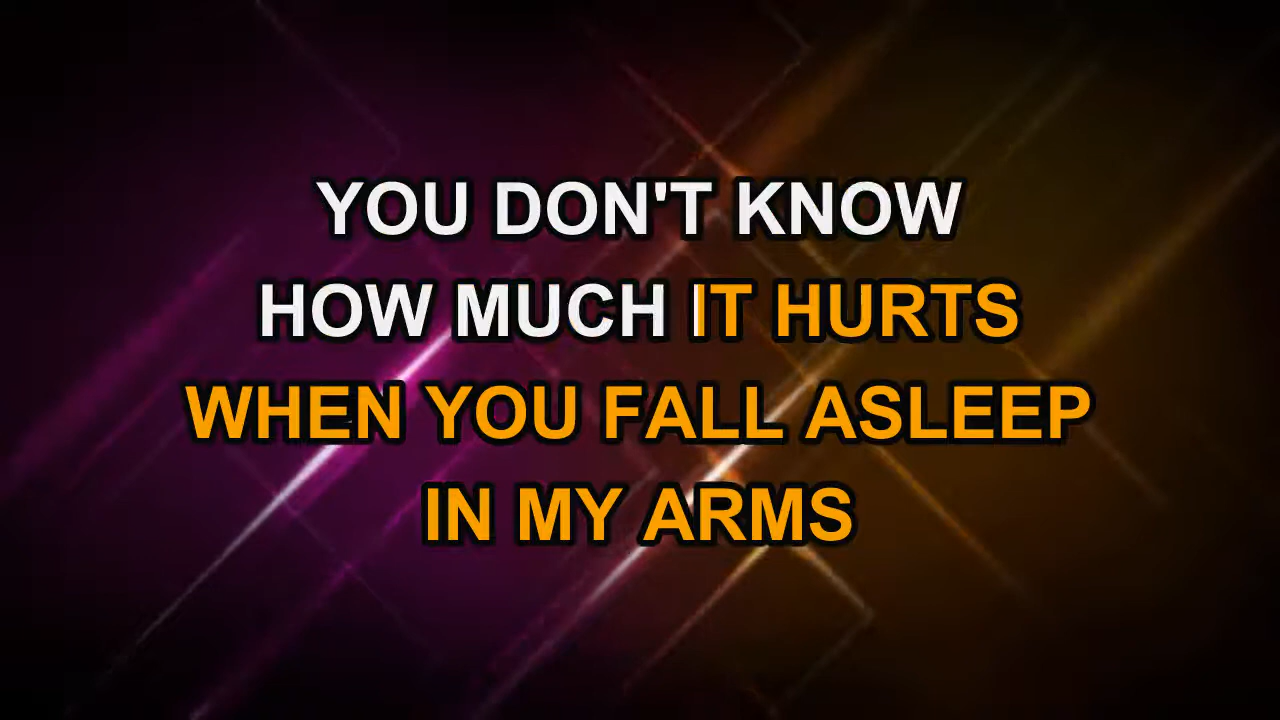 YOU DON'T KNOW
HOW MUCH IT HURTS
WHEN YOU FALL ASLEEP
IN MY ARMS